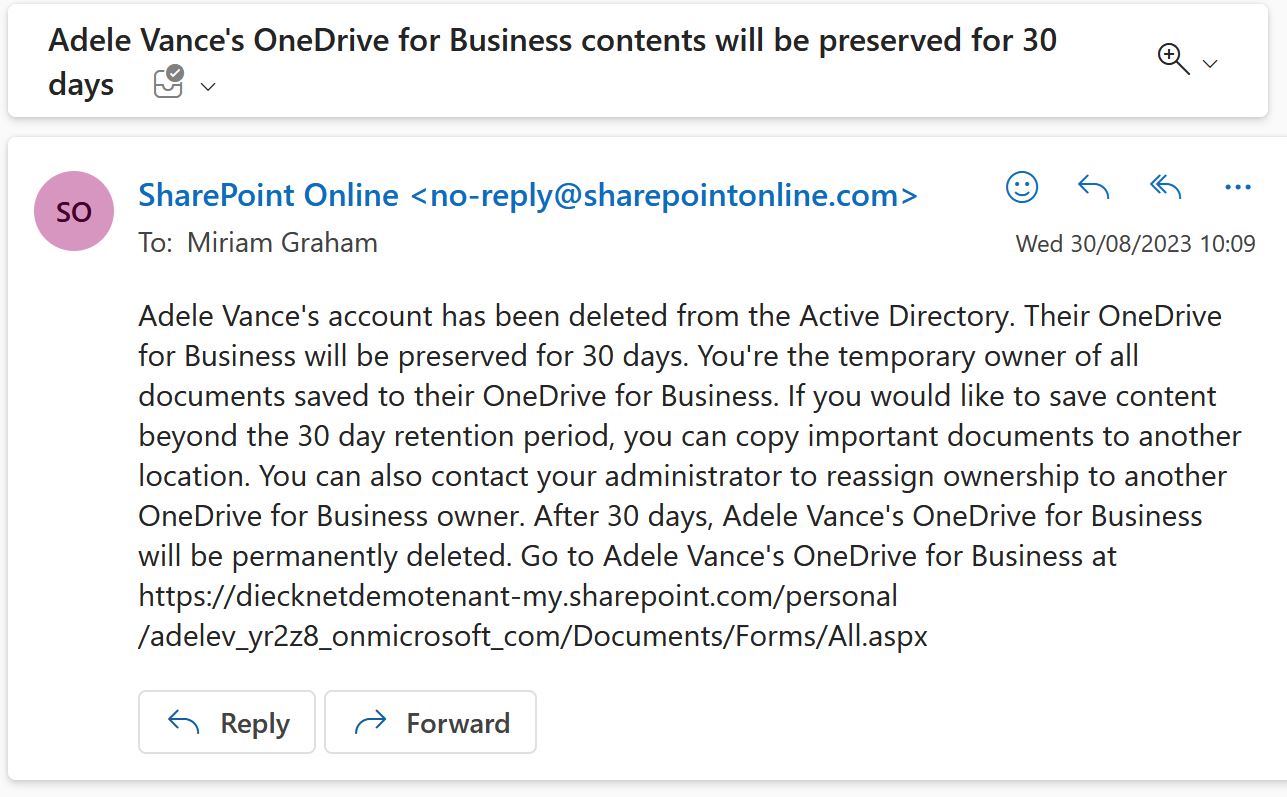 Adele Vance's OneDrive for Business contents will be preserved for 30
days
SO
SharePoint Online <no-reply@sharepointonline.com>
To: Miriam Graham
Wed 30/08/2023 10:09
Adele Vance's account has been deleted from the Active Directory. Their OneDrive
for Business will be preserved for 30 days. You're the temporary owner of all
documents saved to their OneDrive for Business. If you would like to save content
beyond the 30 day retention period, you can copy important documents to another
location. You can also contact your administrator to reassign ownership to another
OneDrive for Business owner. After 30 days, Adele Vance's OneDrive for Business
will be permanently deleted. Go to Adele Vance's OneDrive for Business at
https://diecknetdemotenant-my.sharepoint.com/personal
/adelev_yr2z8_onmicrosoft_com/Documents/Forms/All.aspx
Reply
Forward